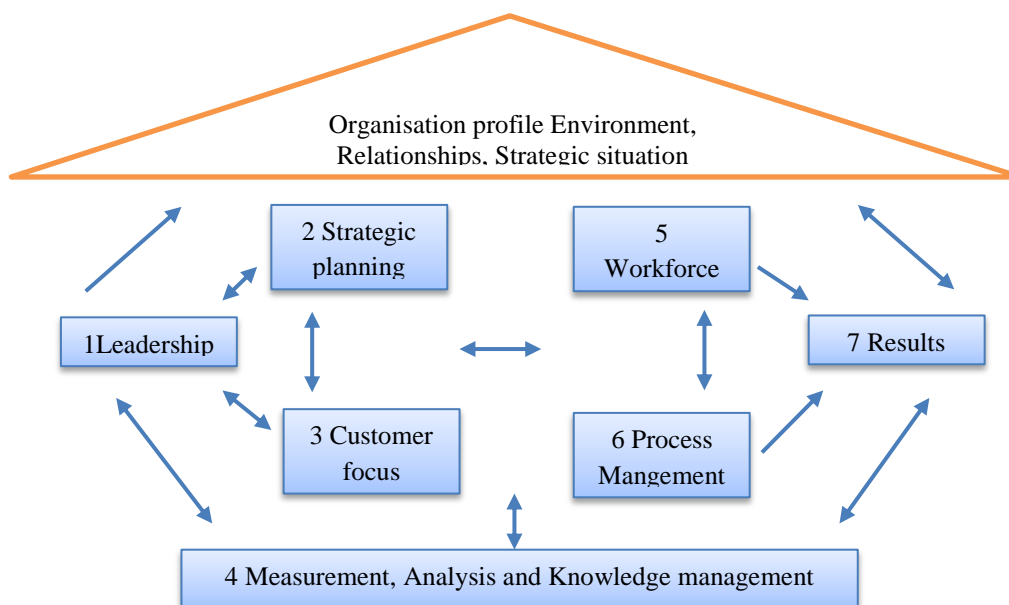 Organisation profile Environment,
Relationships, Strategic situation
2 Strategic
planning
5
Workforce
1Leadership
7 Results
3 Customer
focus
6 Process
Mangement
4 Measurement, Analysis and Knowledge management